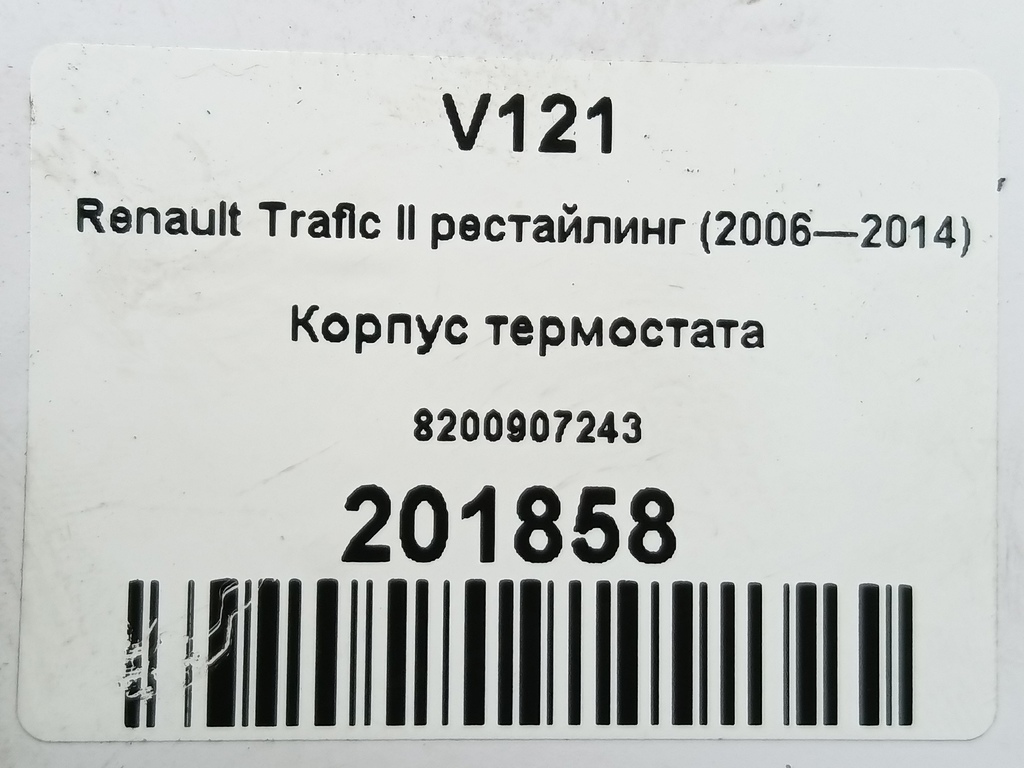 V121
Renault Trafic II рестайлинг (2006—2014)
Корпус термостата
8200907243
201858